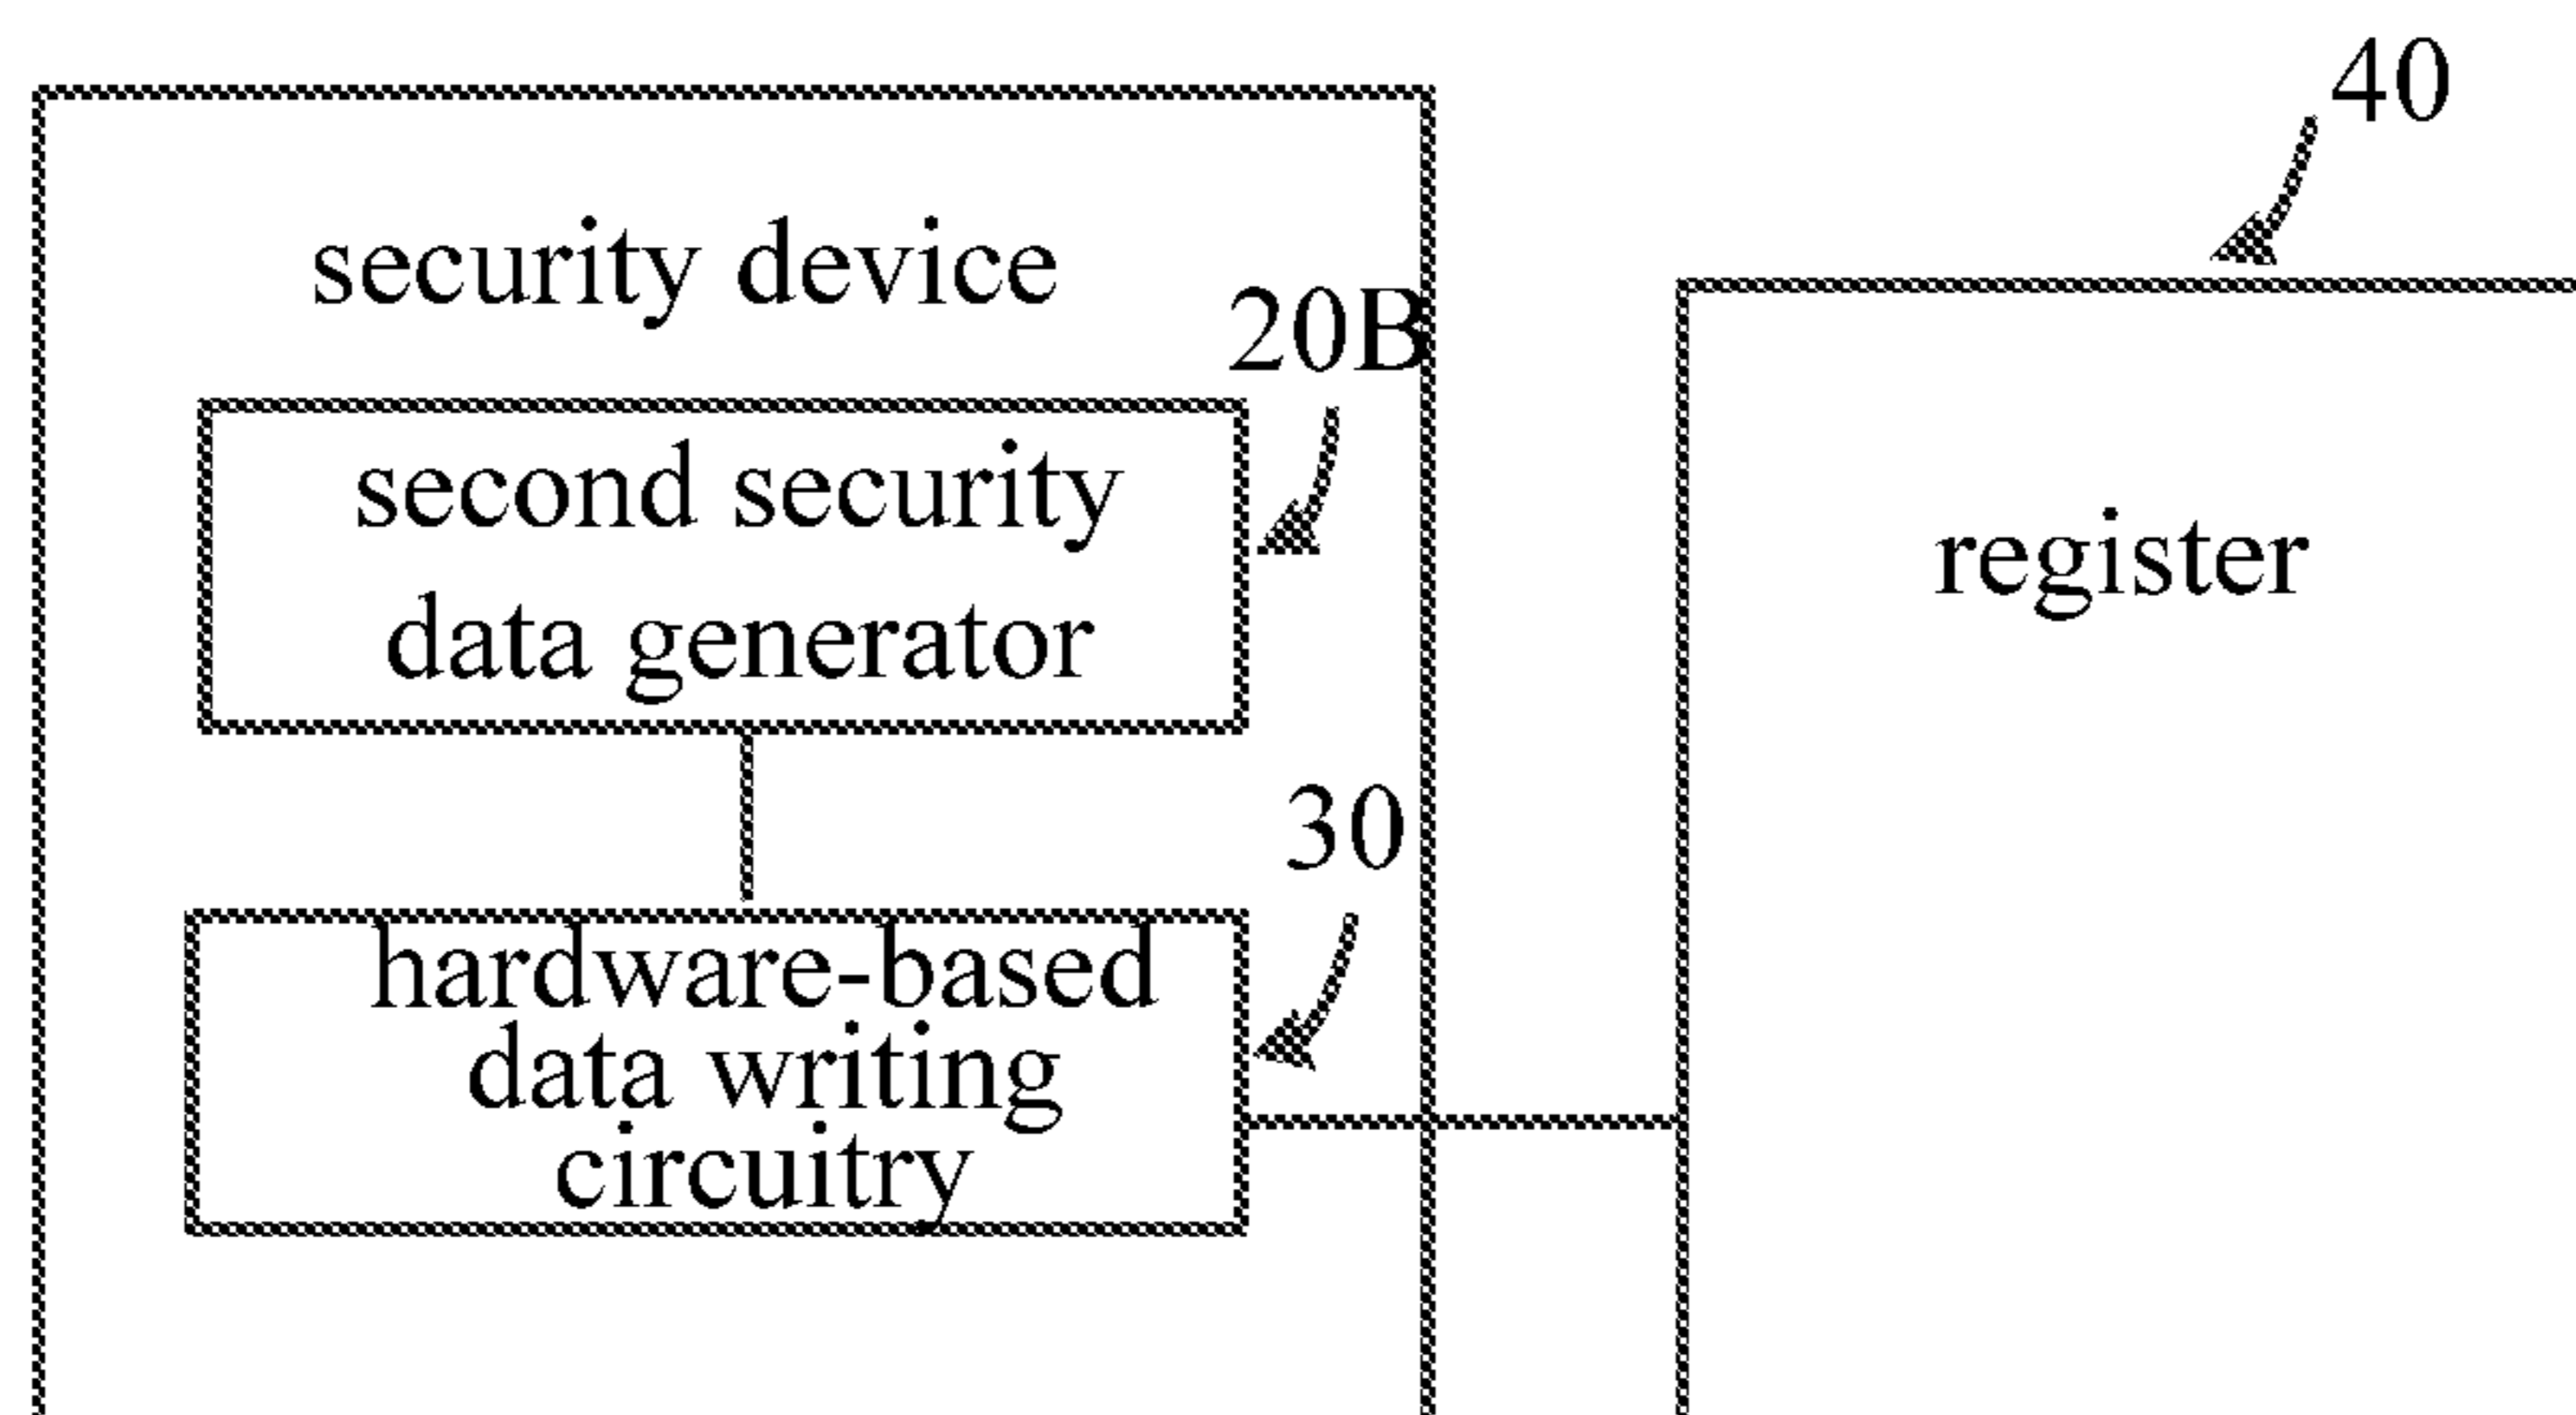 40
security device
20B
second security
data generator
register
30
hardware-based
data writing
circuitry